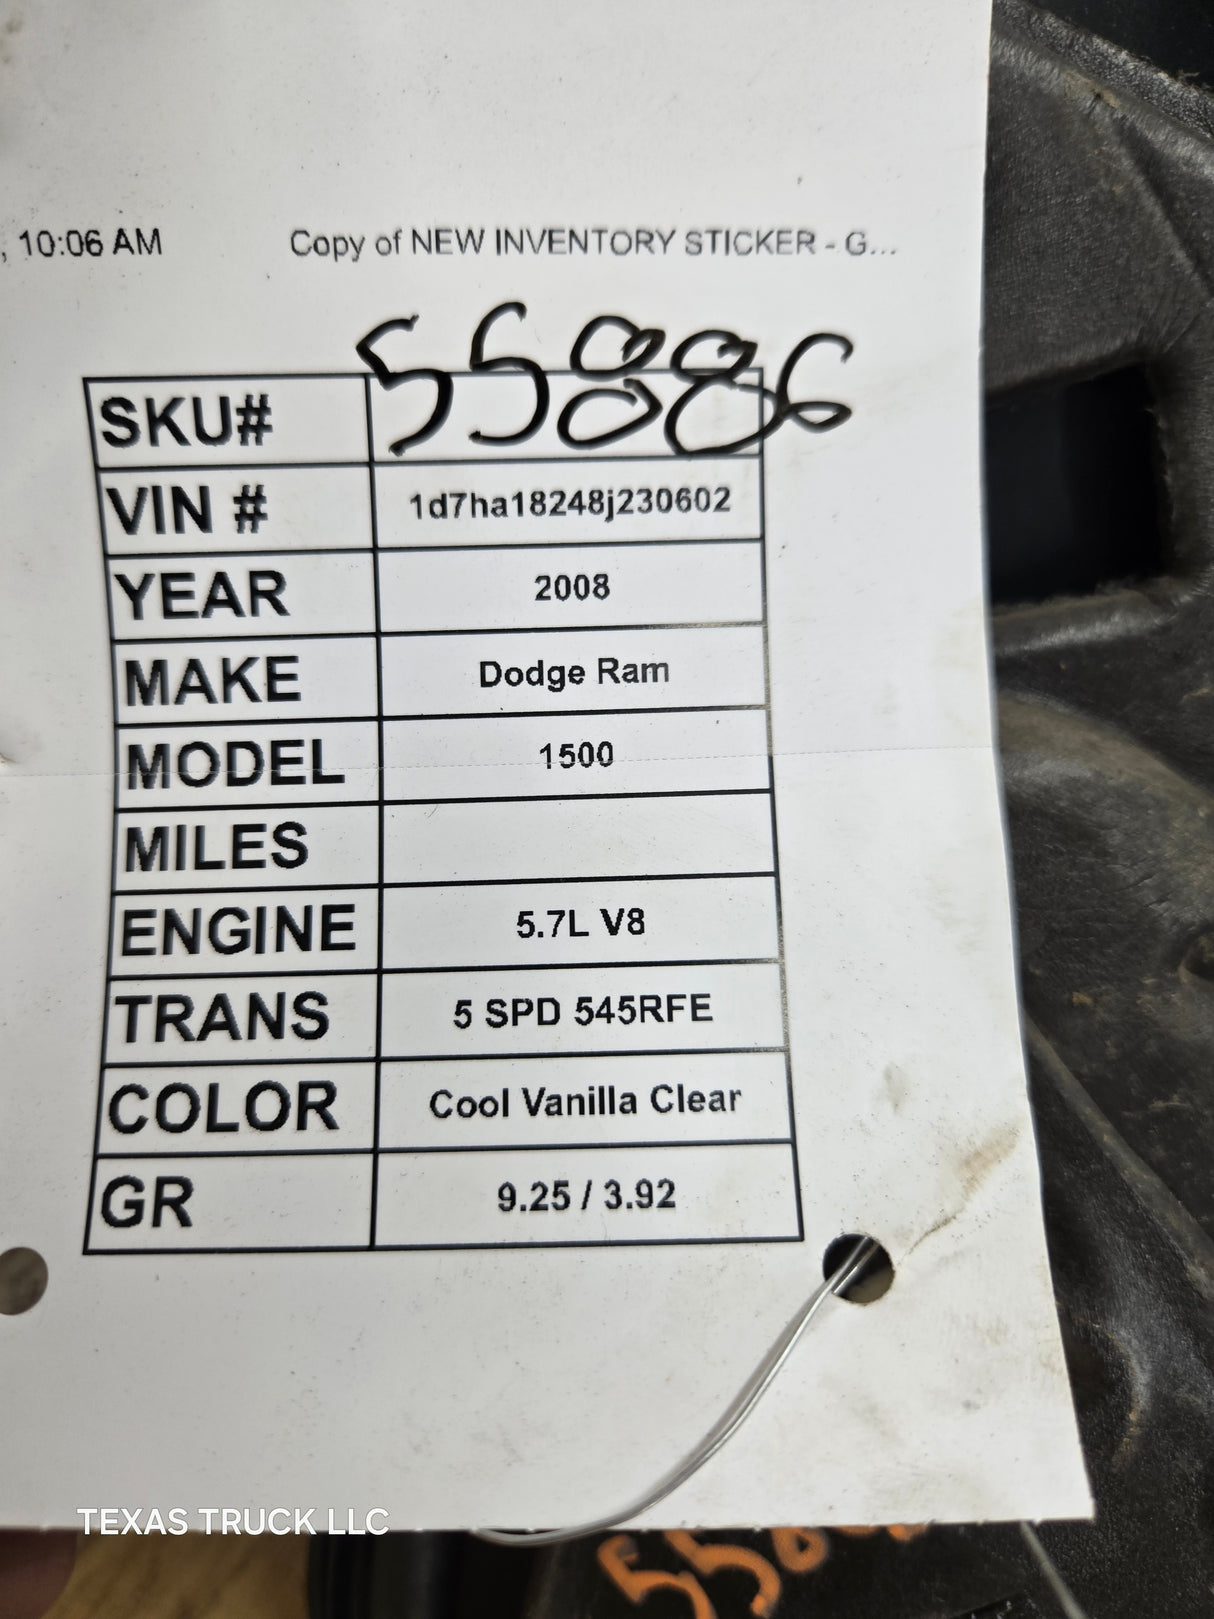 , 10:06 AM Copy of NEW INVENTORY STICKER - G...
SKU# 55886
VIN # 1d7ha18248j230602
YEAR 2008
MAKE Dodge Ram
MODEL 1500
MILES
ENGINE 5.7L V8
TRANS 5 SPD 545RFE
COLOR Cool Vanilla Clear
GR 9.25 / 3.92
TEXAS TRUCK LLC